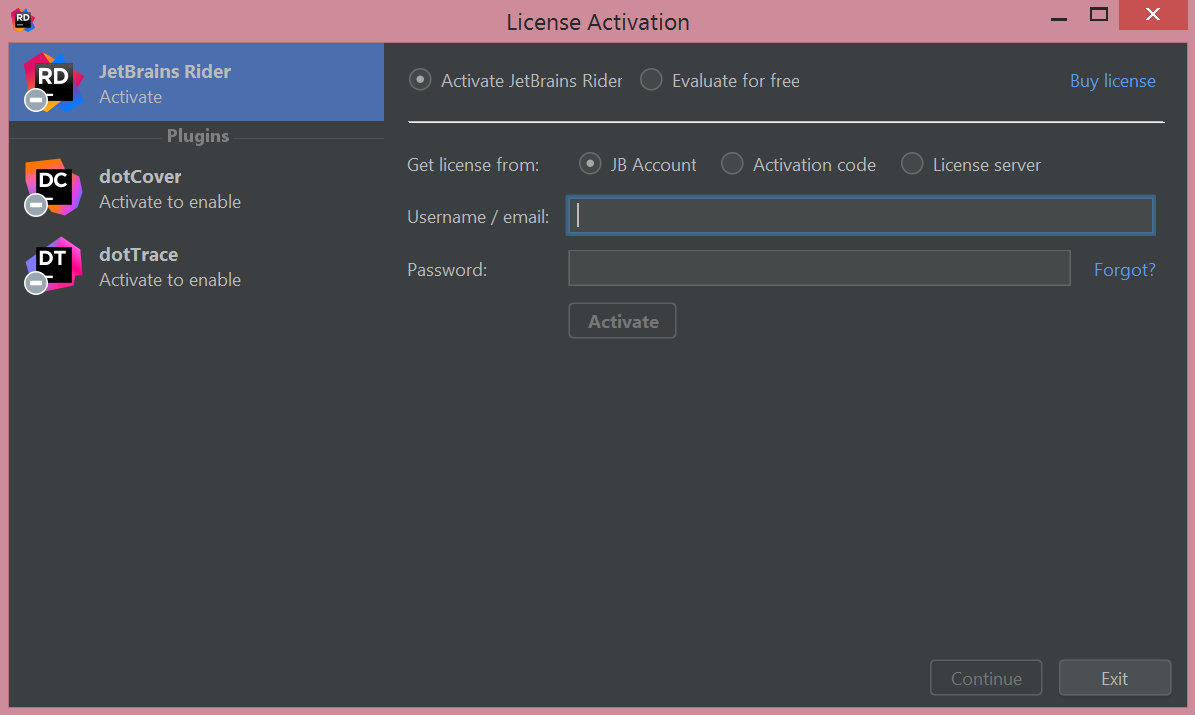 RD
License Activation
RD
JetBrains Rider
Activate
Plugins
DC
dotCover
Activate to enable
DT
dotTrace
Activate to enable
Activate JetBrains Rider Evaluate for free Buy license
Get license from: JB Account Activation code License server
Username / email:
Password: Forgot?
Activate
Continue Exit